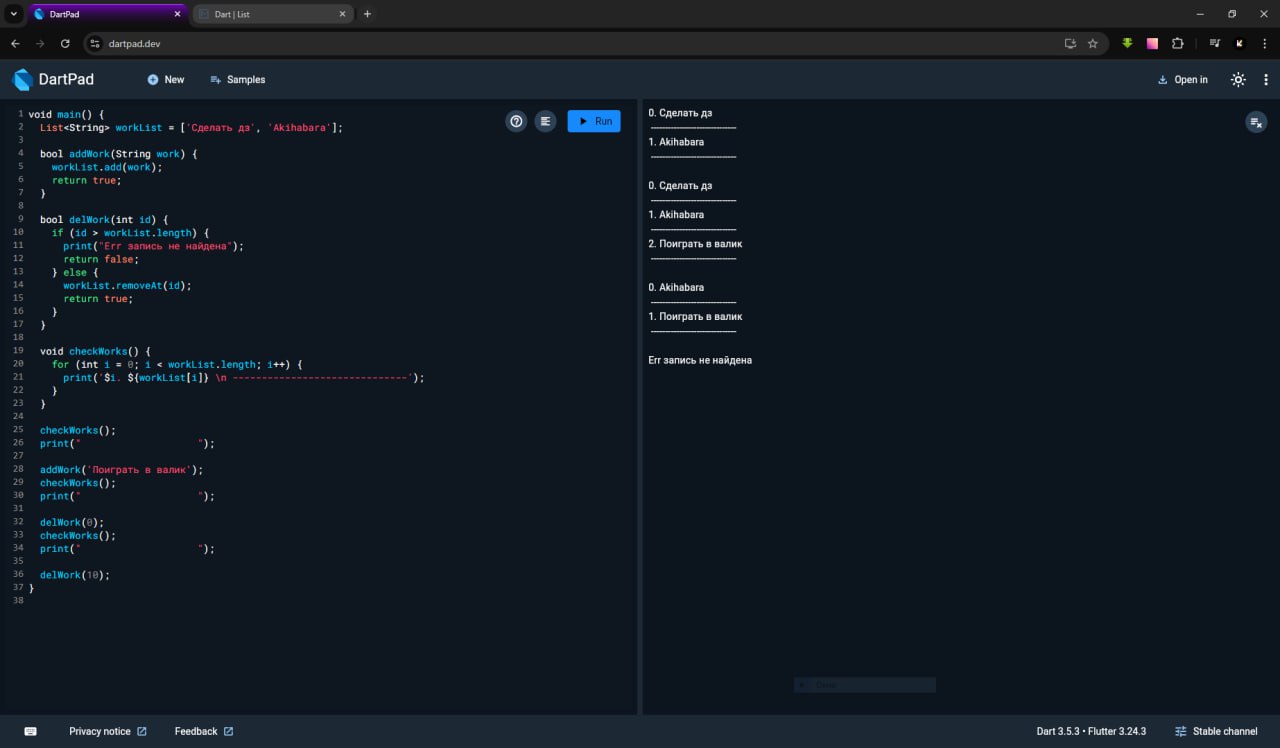 DartPad
Dart | List
dartpad.dev
DartPad
New
Samples
Open in
1 void main() {
2 List<String> workList = ['Сделать дз', 'Akihabara'];
3
4 bool addWork(String work) {
5 workList.add(work);
6 return true;
7 }
8
9 bool delWork(int id) {
10 if (id > workList.length) {
11 print("Err запись не найдена");
12 return false;
13 } else {
14 workList.removeAt(id);
15 return true;
16 }
17 }
18
19 void checkWorks() {
20 for (int i = 0; i < workList.length; i++) {
21 print('$i. ${workList[i]} \n ------------------------------');
22 }
23 }
24
25 checkWorks();
26 print("                    ");
27
28 addWork('Поиграть в валик');
29 checkWorks();
30 print("                    ");
31
32 delWork(0);
33 checkWorks();
34 print("                    ");
35
36 delWork(10);
37 }
38
Run
0. Сделать дз
------------------------------
1. Akihabara
------------------------------
0. Сделать дз
------------------------------
1. Akihabara
------------------------------
2. Поиграть в валик
------------------------------
0. Akihabara
------------------------------
1. Поиграть в валик
------------------------------
Err запись не найдена
Privacy notice
Feedback
Dart 3.5.3 • Flutter 3.24.3
Stable channel